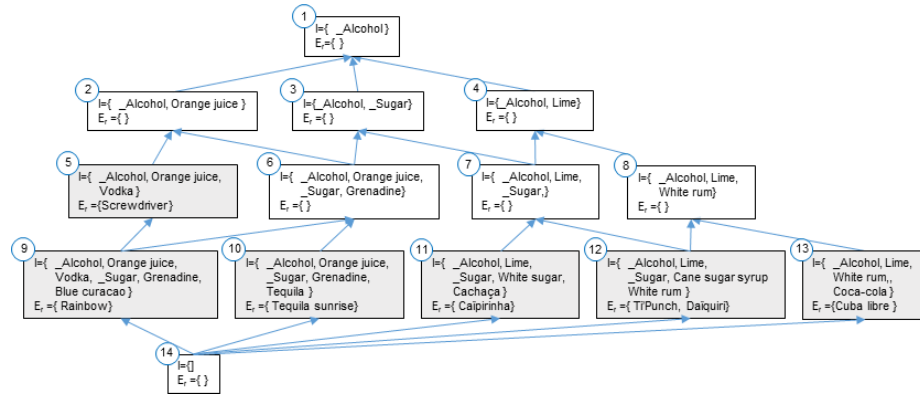 1
I={ _Alcohol }
Er={ }
2
I={ _Alcohol, Orange juice }
Er ={ }
3
I={_Alcohol, _Sugar}
Er ={ }
4
I={_Alcohol, Lime}
Er ={ }
5
I={ _Alcohol, Orange juice,
Vodka }
Er ={Screwdriver}
6
I={ _Alcohol, Orange juice,
_Sugar, Grenadine}
Er ={ }
7
I={ _Alcohol, Lime,
_Sugar,}
Er ={ }
8
I={ _Alcohol, Lime,
White rum}
Er ={ }
9
I={ _Alcohol, Orange juice,
Vodka, _Sugar, Grenadine,
Blue curacao }
Er ={ Rainbow}
10
I={ _Alcohol, Orange juice,
_Sugar, Grenadine,
Tequila }
Er ={ Tequila sunrise}
11
I={ _Alcohol, Lime,
_Sugar, White sugar,
Cachaça }
Er ={ Caïpirinha}
12
I={ _Alcohol, Lime,
_Sugar, Cane sugar syrup
White rum }
Er ={ Ti'Punch, Daïquiri}
13
I={ _Alcohol, Lime,
White rum,,
Coca-cola }
Er ={Cuba libre }
14
I={]
Er ={ }